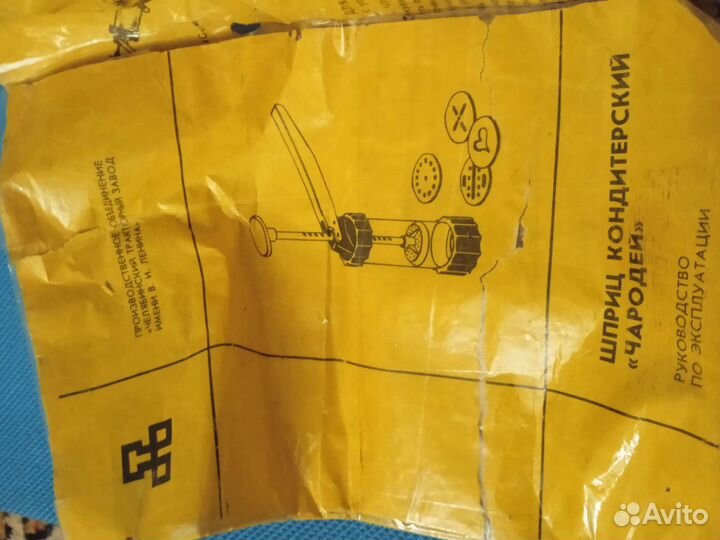 ПРОИЗВОДСТВЕННОЕ ОБЪЕДИНЕНИЕ
«ЧЕЛЯБИНСКИЙ ТРАКТОРНЫЙ ЗАВОД
ИМЕНИ В. И. ЛЕНИНА»
ШПРИЦ КОНДИТЕРСКИЙ
«ЧАРОДЕЙ»
РУКОВОДСТВО
ПО ЭКСПЛУАТАЦИИ
Avito